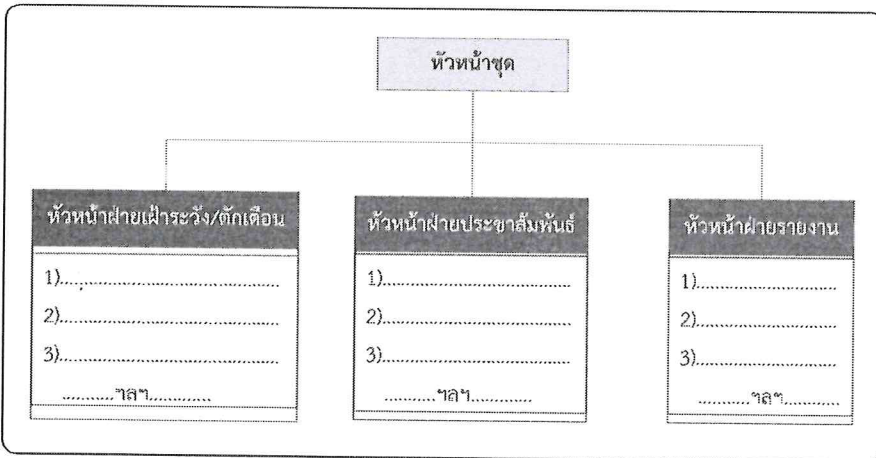 หัวหน้าชุด
หัวหน้าฝ่ายเฝ้าระวัง/ตักเตือน
1)......................................
2)......................................
3)......................................
..........ฯลฯ............
หัวหน้าฝ่ายประชาสัมพันธ์
1)..................................
2)..................................
3)..................................
..........ฯลฯ............
หัวหน้าฝ่ายรายงาน
1).........................
2).........................
3).........................
..........ฯลฯ...........